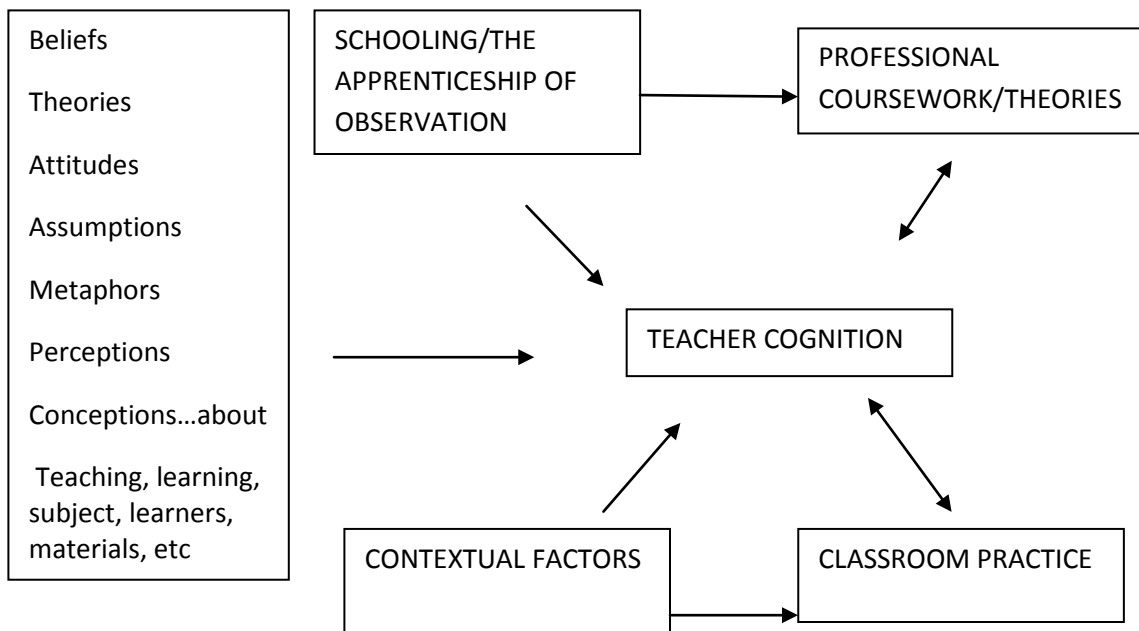 Beliefs
Theories
Attitudes
Assumptions
Metaphors
Perceptions
Conceptions...about
Teaching, learning,
subject, learners,
materials, etc
SCHOOLING/THE
APPRENTICESHIP OF
OBSERVATION
PROFESSIONAL
COURSEWORK/THEORIES
TEACHER COGNITION
CONTEXTUAL FACTORS
CLASSROOM PRACTICE